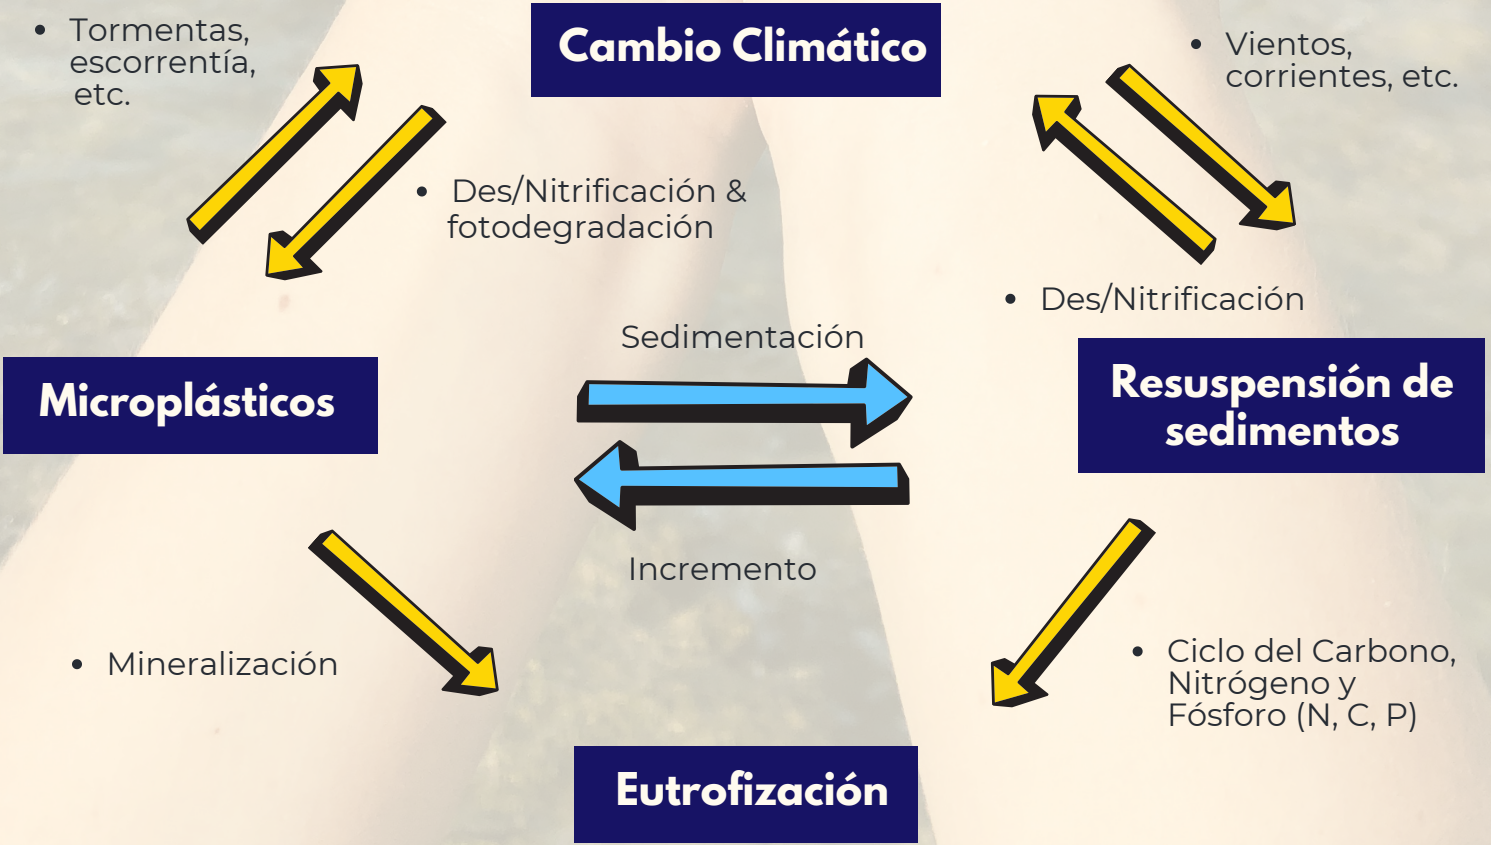 Cambio Climático
• Tormentas,
escorrentía,
etc.
• Vientos,
corrientes, etc.
• Des/Nitrificación &
fotodegradación
• Des/Nitrificación
Sedimentación
Microplásticos
Resuspensión de
sedimentos
Incremento
• Mineralización
• Ciclo del Carbono,
Nitrógeno y
Fósforo (N, C, P)
Eutrofización